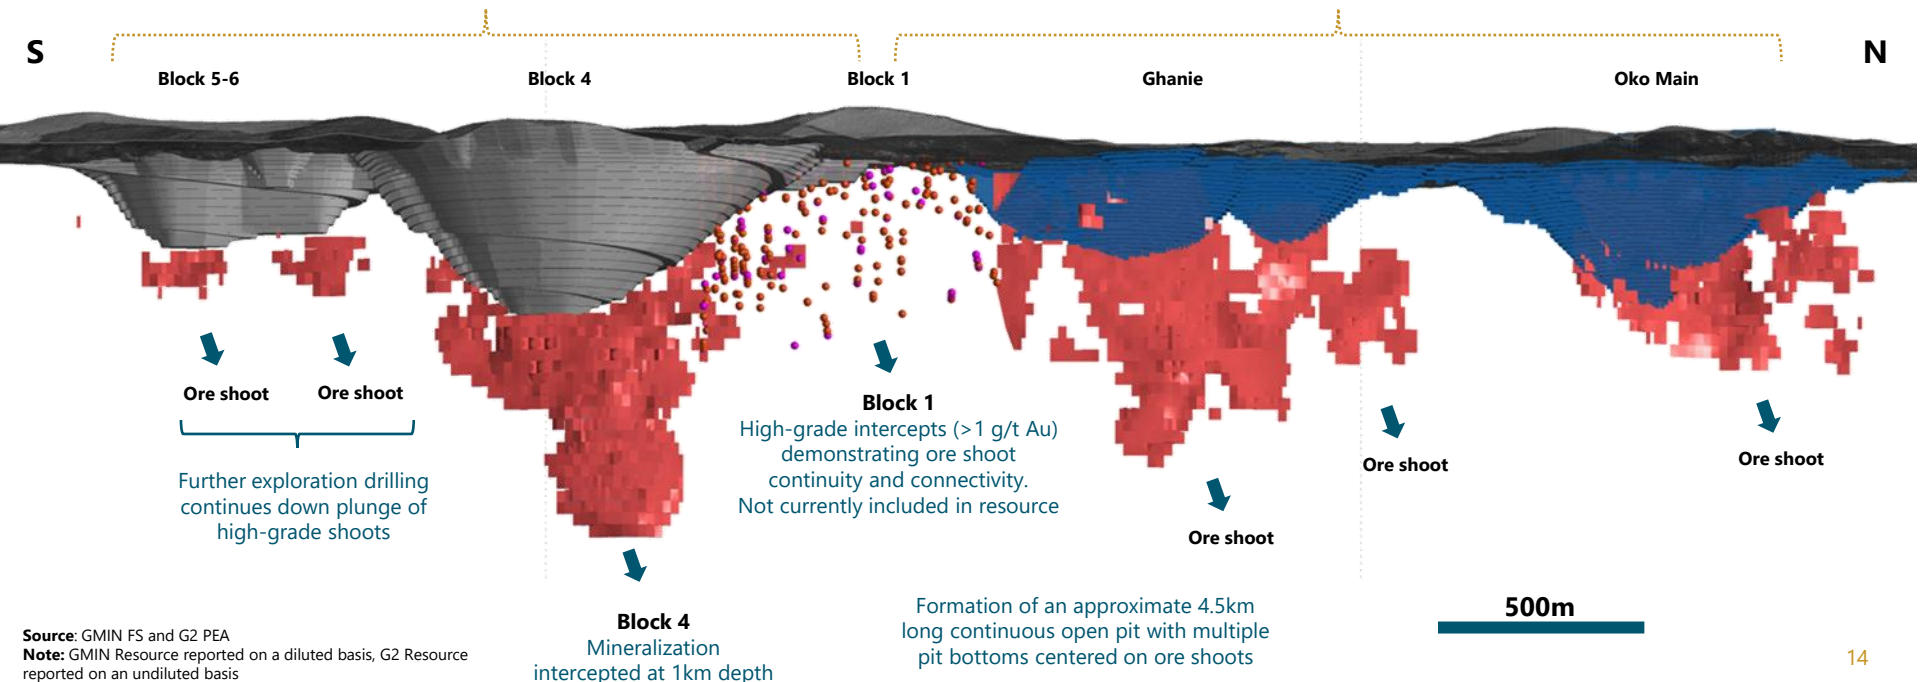 S
N
Block 5-6
Block 4
Block 1
Ghanie
Oko Main
Ore shoot
Ore shoot
Further exploration drilling
continues down plunge of
high-grade shoots
Block 4
Mineralization
intercepted at 1km depth
Block 1
High-grade intercepts (>1 g/t Au)
demonstrating ore shoot
continuity and connectivity.
Not currently included in resource
Ore shoot
Ore shoot
Ore shoot
Formation of an approximate 4.5km
long continuous open pit with multiple
pit bottoms centered on ore shoots
500m
Source: GMIN FS and G2 PEA
Note: GMIN Resource reported on a diluted basis, G2 Resource
reported on an undiluted basis
14